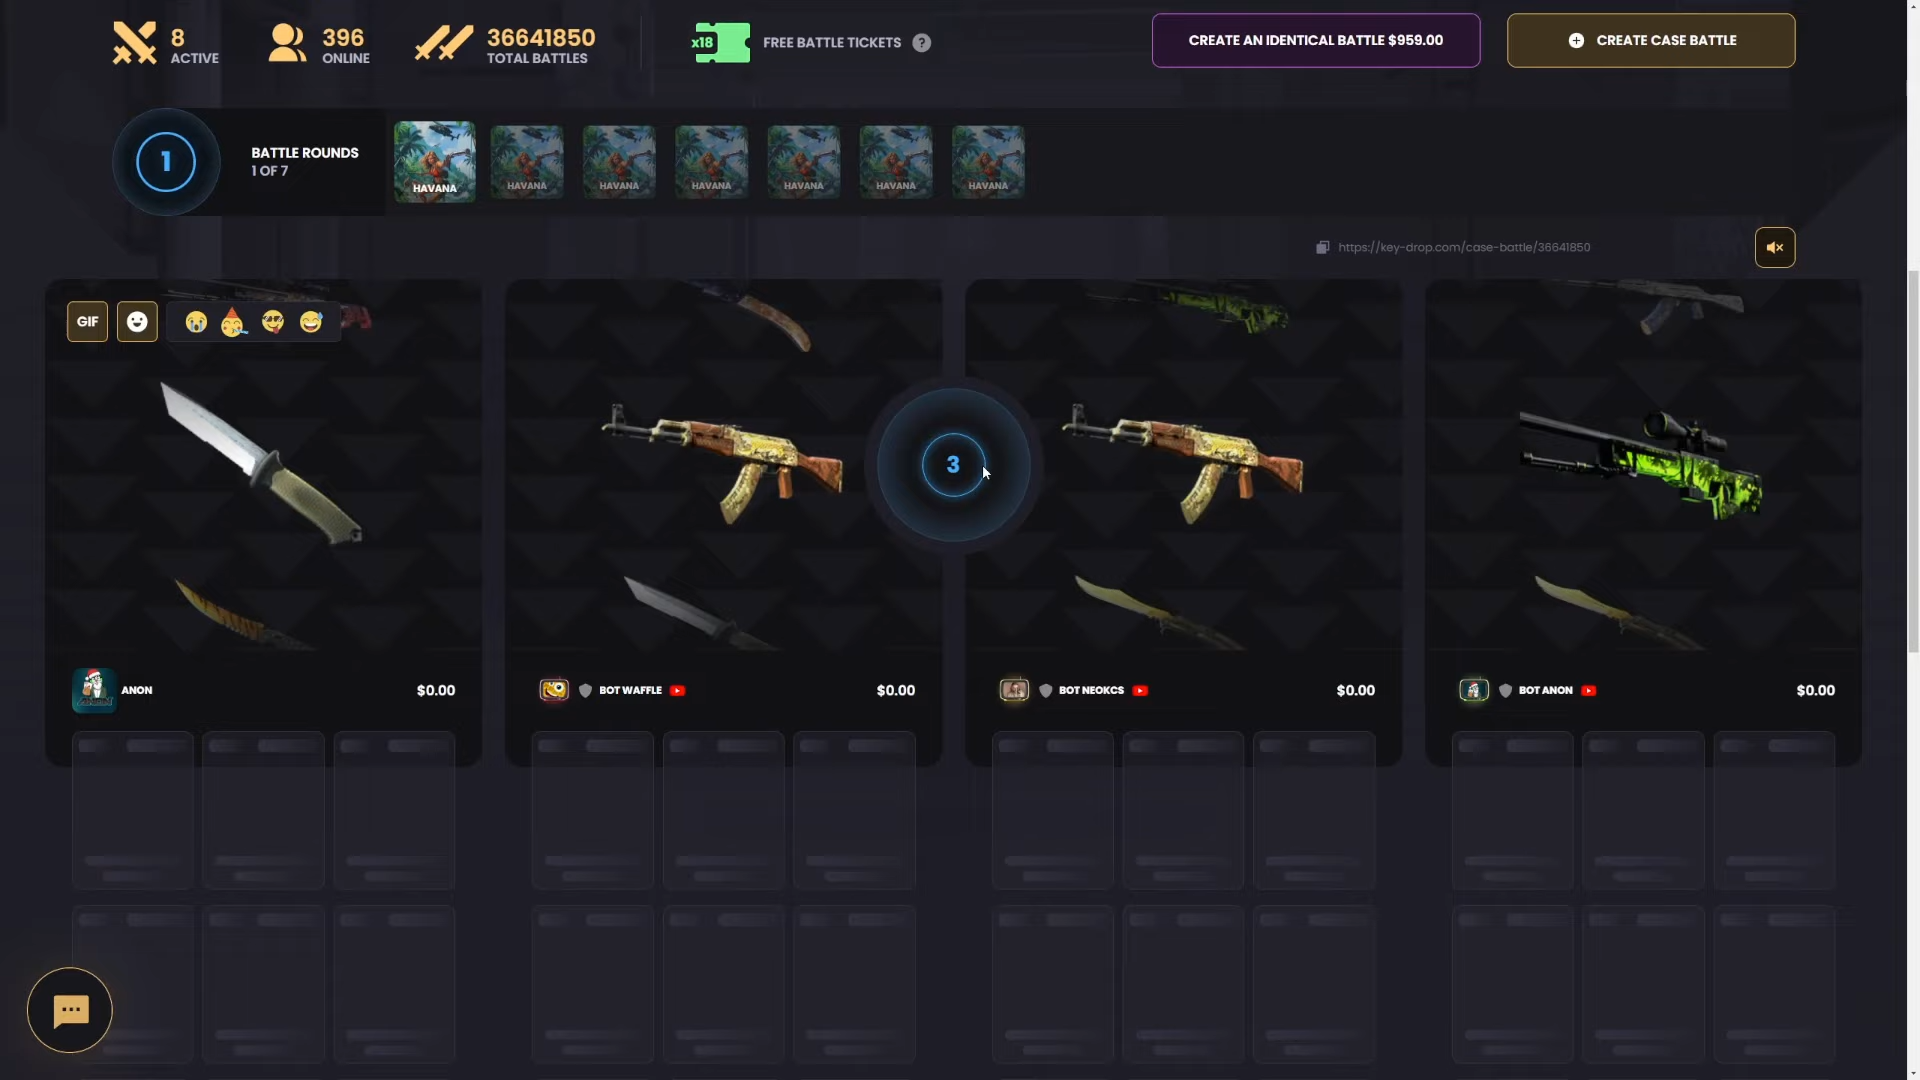 8
ACTIVE
396
ONLINE
36641850
TOTAL BATTLES
x18
FREE BATTLE TICKETS ?
CREATE AN IDENTICAL BATTLE $959.00
CREATE CASE BATTLE
1
BATTLE ROUNDS
1 OF 7
HAVANA
HAVANA
HAVANA
HAVANA
HAVANA
HAVANA
HAVANA
https://key-drop.com/case-battle/36641850
GIF
3
ANON
$0.00
BOT WAFFLE
$0.00
BOT NEOKCS
$0.00
BOT ANON
$0.00